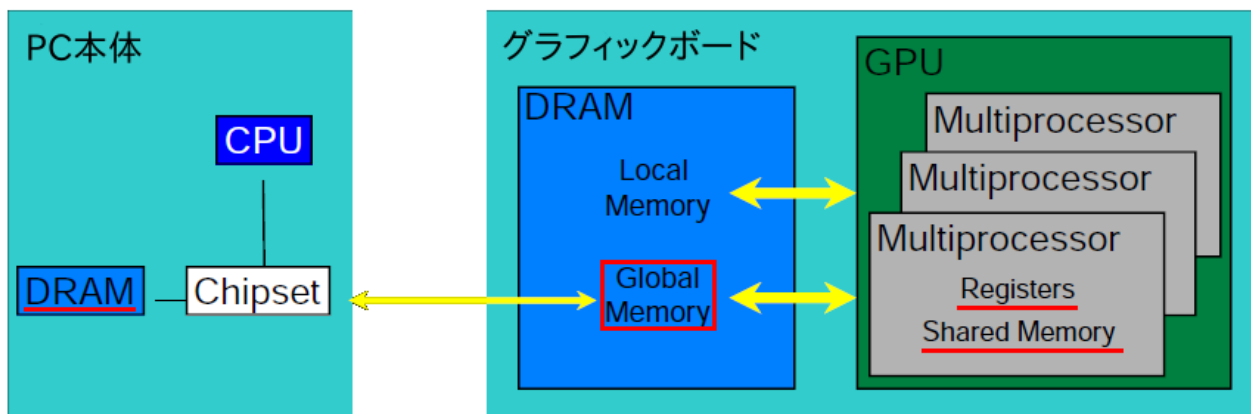 PC本体
CPU
DRAM
Chipset
グラフィックボード
DRAM
Local
Memory
Global
Memory
GPU
Multiprocessor
Multiprocessor
Multiprocessor
Registers
Shared Memory